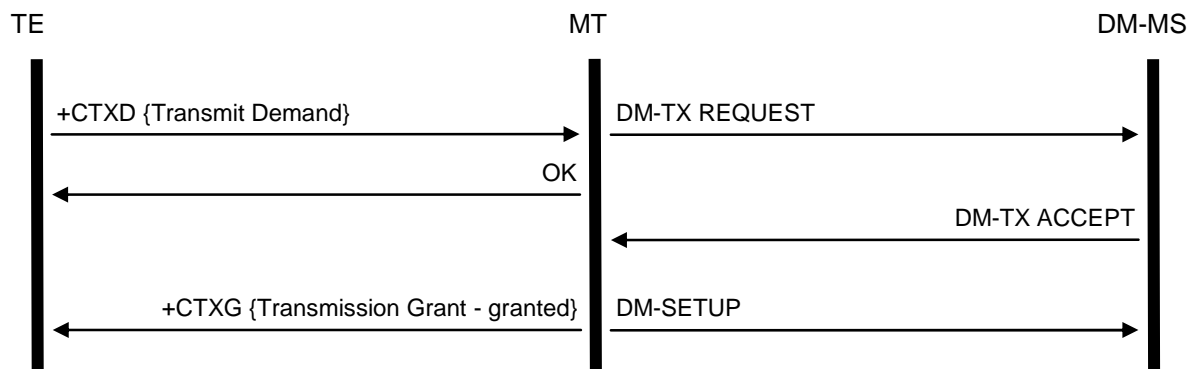 TE MT DM-MS
+CTXD {Transmit Demand} DM-TX REQUEST
OK
DM-TX ACCEPT
+CTXG {Transmission Grant - granted} DM-SETUP